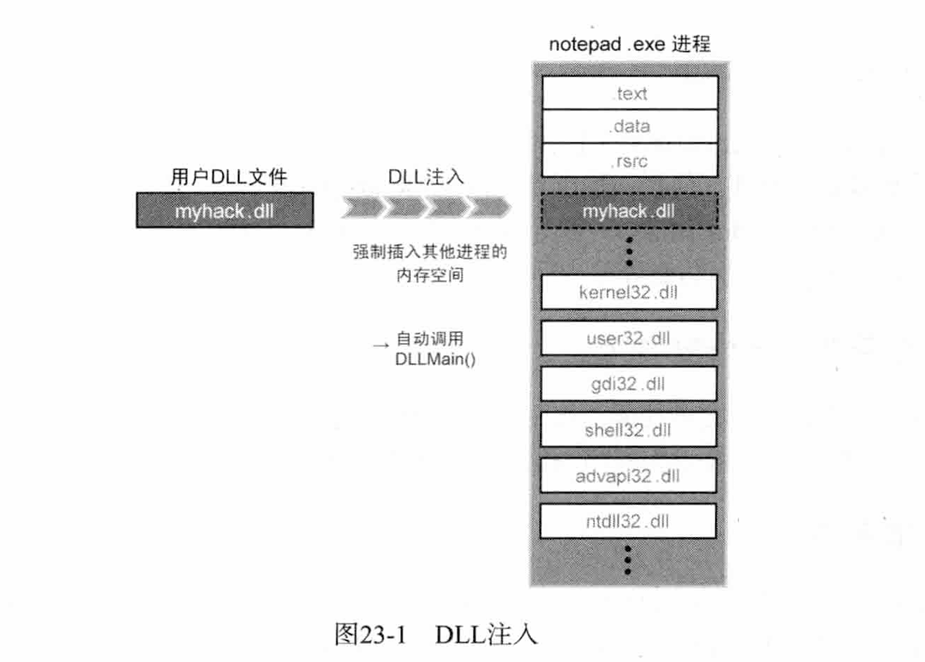 notepad .exe 进程
.text
.data
.rsrc
用户DLL文件
myhack.dll
DLL注入
强制插入其他进程的
内存空间
→ 自动调用
DLLMain()
myhack.dll
kernel32.dll
user32.dll
gdi32.dll
shell32.dll
advapi32.dll
ntdll32.dll
图23-1 DLL注入